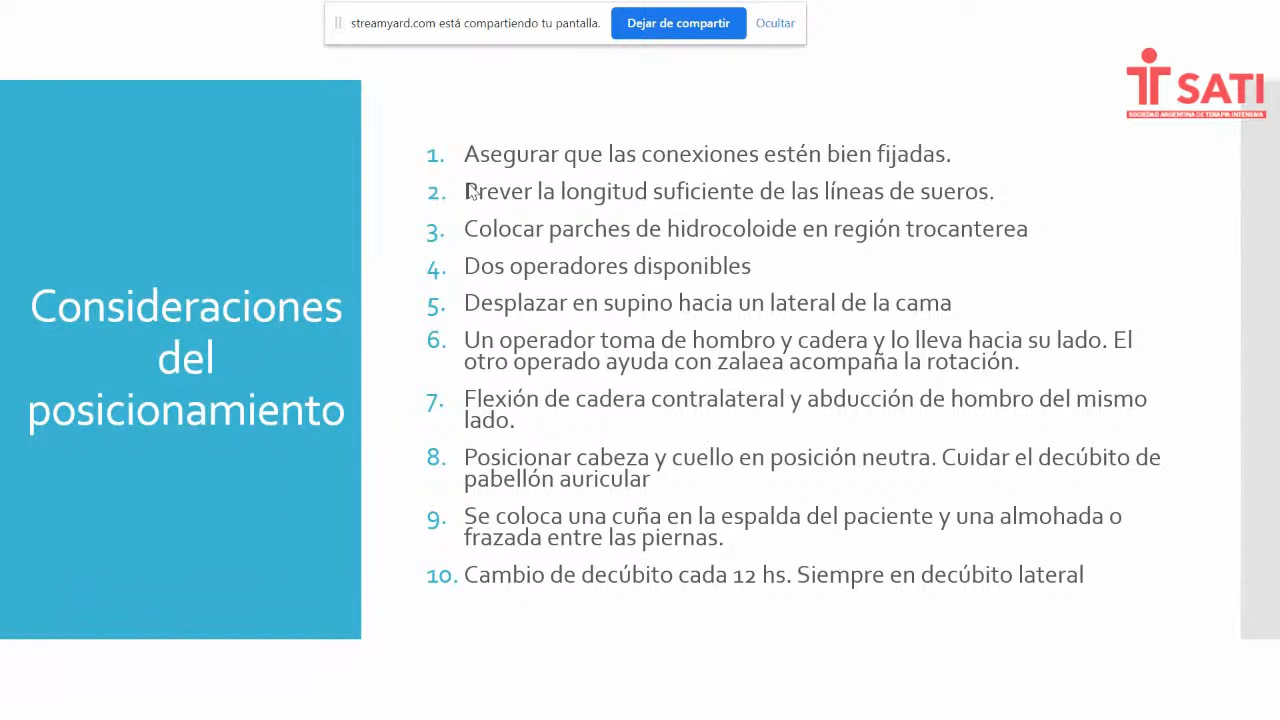 streamyard.com está compartiendo tu pantalla. Dejar de compartir Ocultar
SATI
SOCIEDAD ARGENTINA DE TERAPIA INTENSIVA
Consideraciones
del
posicionamiento
1. Asegurar que las conexiones estén bien fijadas.
2. Prever la longitud suficiente de las líneas de sueros.
3. Colocar parches de hidrocoloide en región trocanterea
4. Dos operadores disponibles
5. Desplazar en supino hacia un lateral de la cama
6. Un operador toma de hombro y cadera y lo lleva hacia su lado. El
otro operado ayuda con zalaea acompaña la rotación.
7. Flexión de cadera contralateral y abducción de hombro del mismo
lado.
8. Posicionar cabeza y cuello en posición neutra. Cuidar el decúbito de
pabellón auricular
9. Se coloca una cuña en la espalda del paciente y una almohada o
frazada entre las piernas.
10. Cambio de decúbito cada 12 hs. Siempre en decúbito lateral